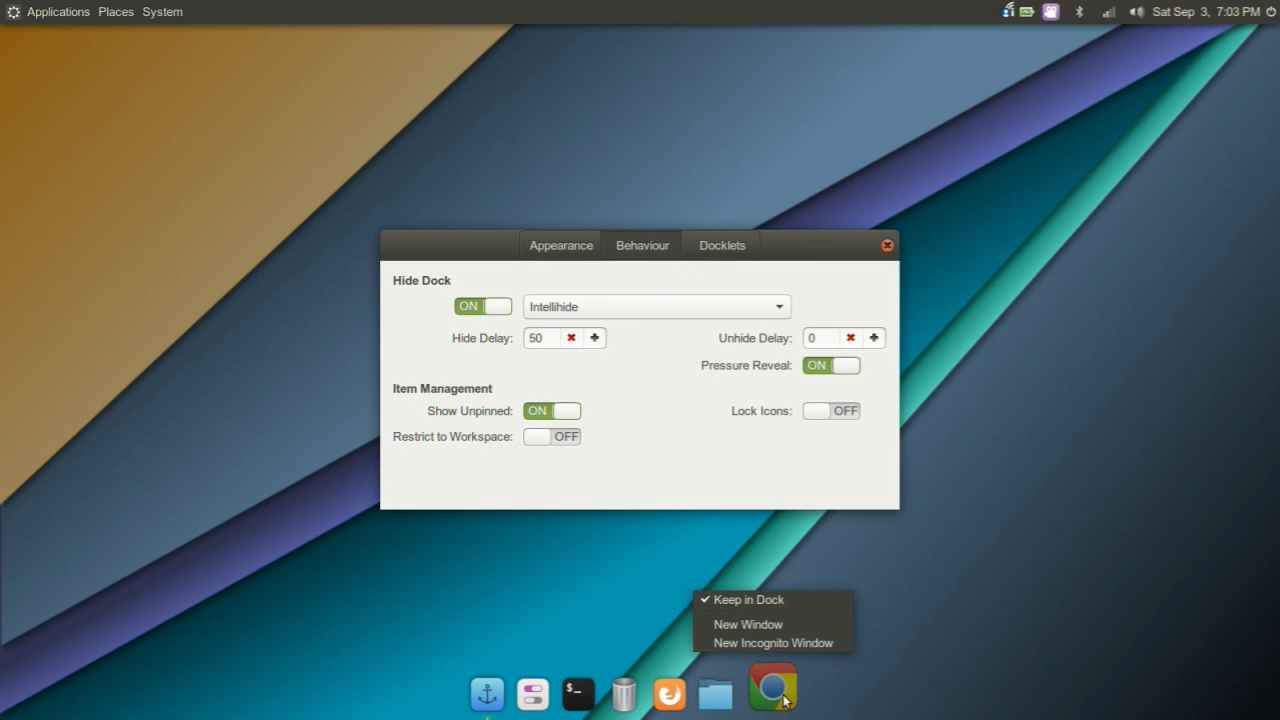 Applications Places System Sat Sep 3, 7:03 PM
Appearance Behaviour Docklets
Hide Dock
ON Intellihide
Hide Delay: 50 Unhide Delay: 0
Pressure Reveal: ON
Item Management
Show Unpinned: ON Lock Icons: OFF
Restrict to Workspace: OFF
Keep in Dock
New Window
New Incognito Window
$_